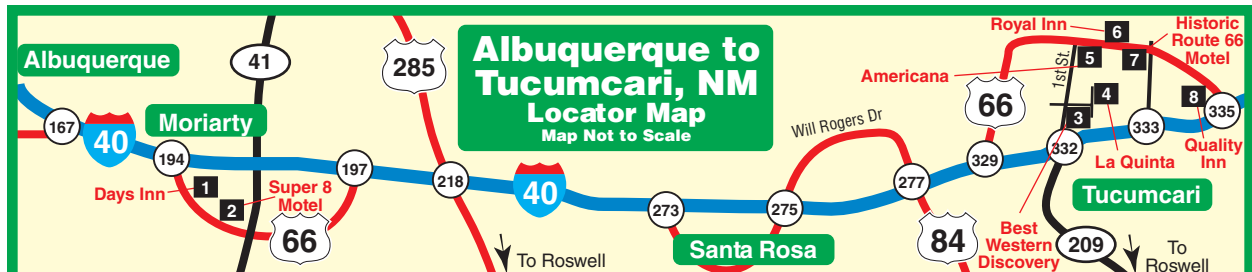 Albuquerque to
Tucumcari, NM
Locator Map
Map Not to Scale
Albuquerque
167
40
Moriarty
194
Days Inn
1
2
Super 8
Motel
66
41
197
285
218
To Roswell
40
273
Santa Rosa
275
Will Rogers Dr
277
84
329
66
Royal Inn
6
Historic
Route 66
Motel
Americana
5
7
1st St.
4
3
8
332
333
335
La Quinta
Quality
Inn
Tucumcari
Best
Western
Discovery
209
To
Roswell